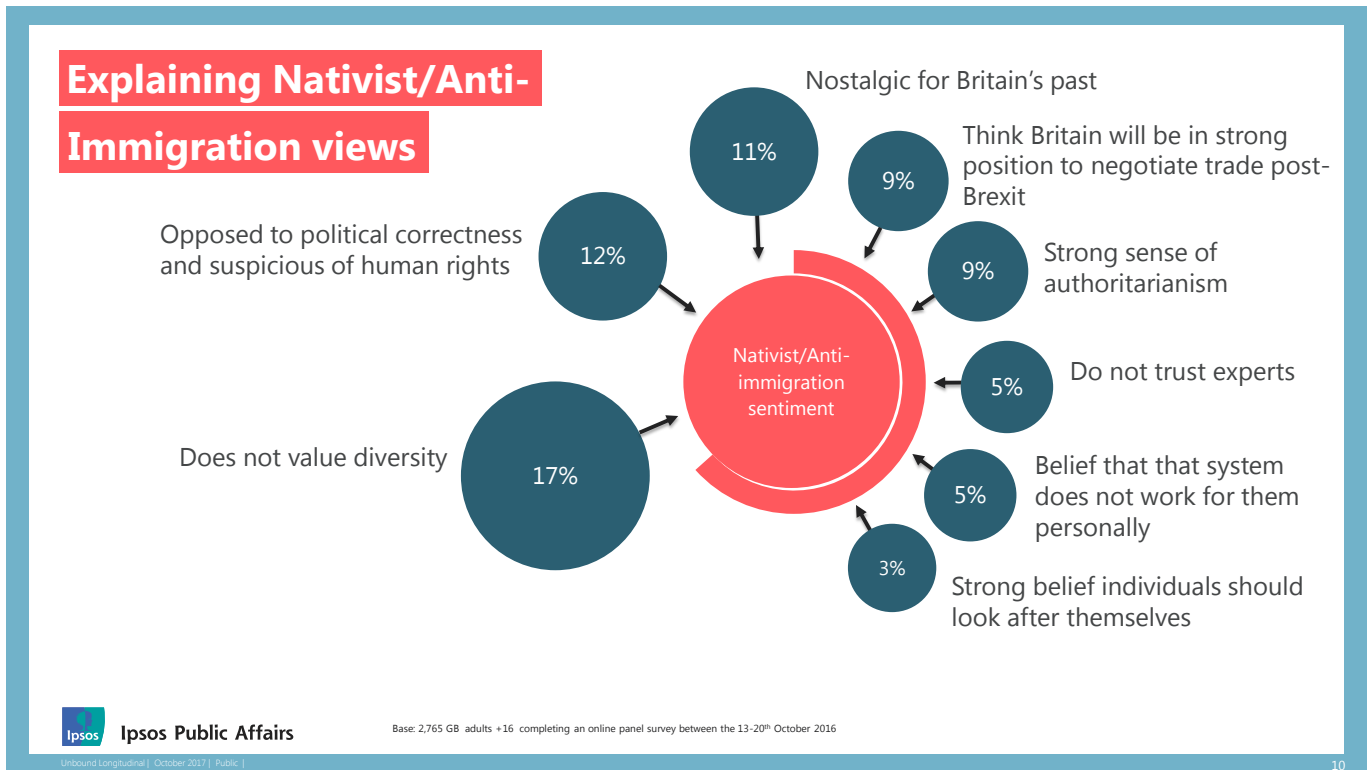 Explaining Nativist/Anti-
Immigration views
Nostalgic for Britain’s past
11%
Think Britain will be in strong
position to negotiate trade post-
Brexit
9%
Opposed to political correctness
and suspicious of human rights
12%
Strong sense of
authoritarianism
9%
Nativist/Anti-
immigration
sentiment
Do not trust experts
5%
Does not value diversity
17%
Belief that that system
does not work for them
personally
5%
3%
Strong belief individuals should
look after themselves
Ipsos
Ipsos Public Affairs
Base: 2,765 GB adults +16 completing an online panel survey between the 13-20th October 2016
Unbound Longitudinal | October 2017 | Public |
10